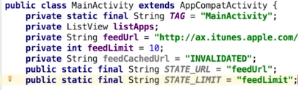 public class MainActivity extends AppCompatActivity {
private static final String TAG = "MainActivity";
private ListView listApps;
private String feedUrl = "http://ax.itunes.apple.com/
private int feedLimit = 10;
private String feedCachedUrl = "INVALIDATED";
public static final String STATE_URL = "feedUrl";
public static final String STATE_LIMIT = "feedLimit";